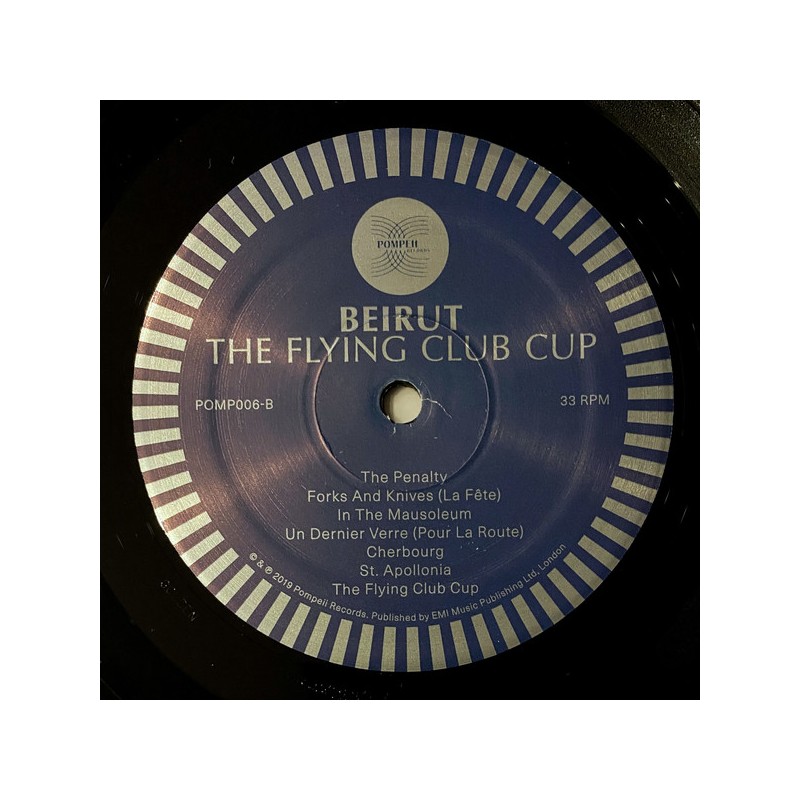 POMPEII
RECORDS
BEIRUT
THE FLYING CLUB CUP
POMP006-B
33 RPM
The Penalty
Forks And Knives (La Fête)
In The Mausoleum
Un Dernier Verre (Pour La Route)
Cherbourg
St. Apollonia
The Flying Club Cup
© & ℗ 2019 Pompeii Records. Published by EMI Music Publishing Ltd, London